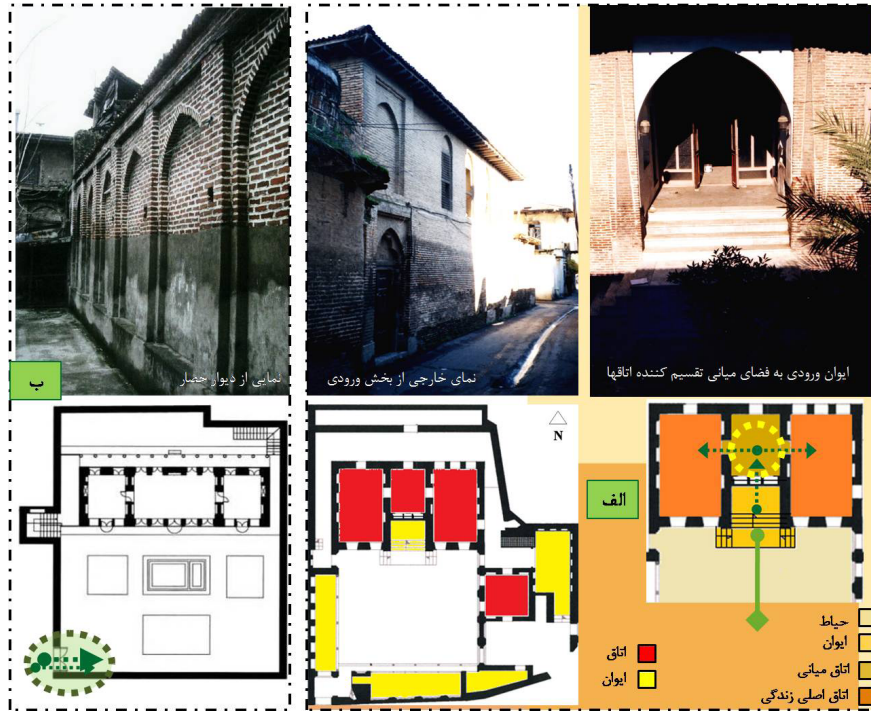 ایوان ورودی به فضای میانی تقسیم کننده اتاقها
نمای خارجی از بخش ورودی
نمایی از دیوار حصار
ب
N
الف
حیاط
ایوان
اتاق میانی
اتاق اصلی زندگی
اتاق
ایوان